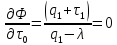 ∂Φ/∂τ₀ = (q₁+τ₁)/(q₁−λ) = 0